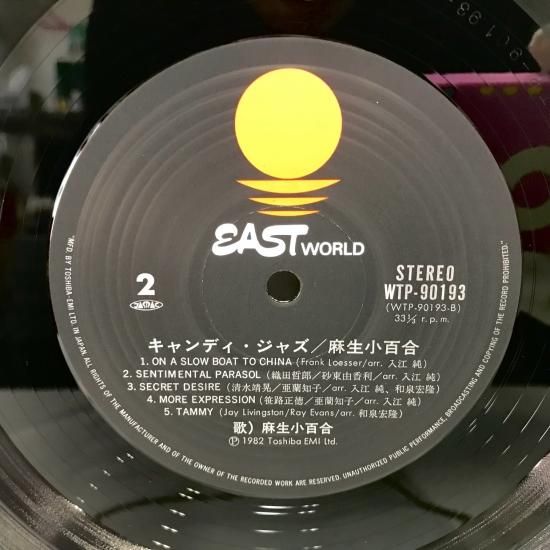 EAST WORLD
2
JASRAC
STEREO
WTP-90193
(WTP-90193-B)
33⅓ r.p.m.
キャンディ・ジャズ／麻生小百合
1. ON A SLOW BOAT TO CHINA (Frank Loesser/arr. 入江 純)
2. SENTIMENTAL PARASOL (織田哲郎／砂東由香利／arr. 入江 純)
3. SECRET DESIRE (清水靖晃／亜蘭知子／arr. 入江 純、和泉宏隆)
4. MORE EXPRESSION (笹路正徳／亜蘭知子／arr. 入江 純)
5. TAMMY (Jay Livingston/Ray Evans/arr. 和泉宏隆)
歌）麻生小百合
Ⓟ 1982 Toshiba EMI Ltd.
"MFD. BY TOSHIBA-EMI LTD. IN JAPAN ALL RIGHTS OF THE MANUFACTURER AND OF THE OWNER OF THE RECORDED WORK ARE RESERVED. UNAUTHORIZED PUBLIC PERFORMANCE, BROADCASTING AND COPYING OF THE RECORD PROHIBITED."